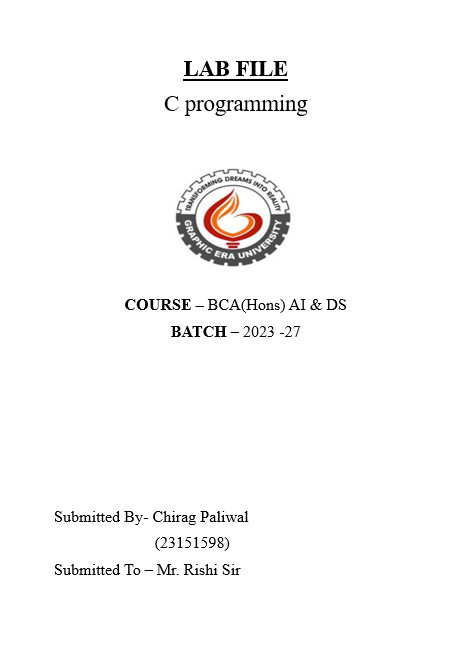 LAB FILE
C programming
TRANSFORMING DREAMS INTO REALITY
GRAPHIC ERA UNIVERSITY
COURSE – BCA(Hons) AI & DS
BATCH – 2023 -27
Submitted By- Chirag Paliwal
(23151598)
Submitted To – Mr. Rishi Sir